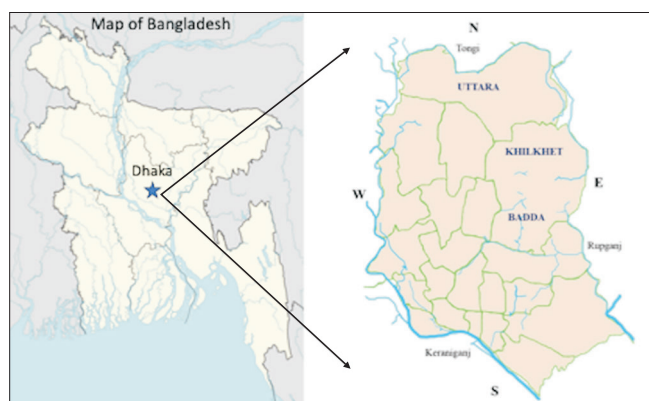 Map of Bangladesh
Dhaka
N
Tongi
UTTARA
KHILKHET
W
E
BADDA
Rupganj
Keraniganj
S